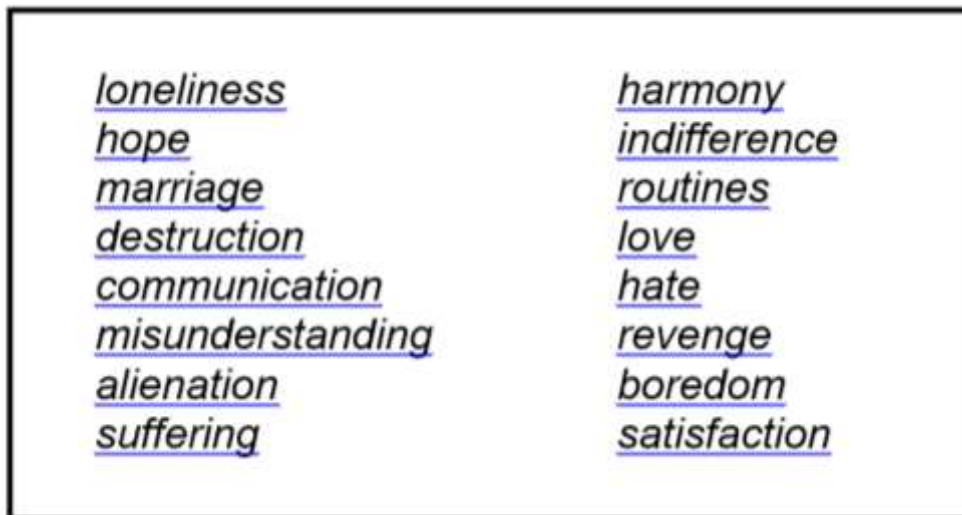 loneliness
hope
marriage
destruction
communication
misunderstanding
alienation
suffering
harmony
indifference
routines
love
hate
revenge
boredom
satisfaction